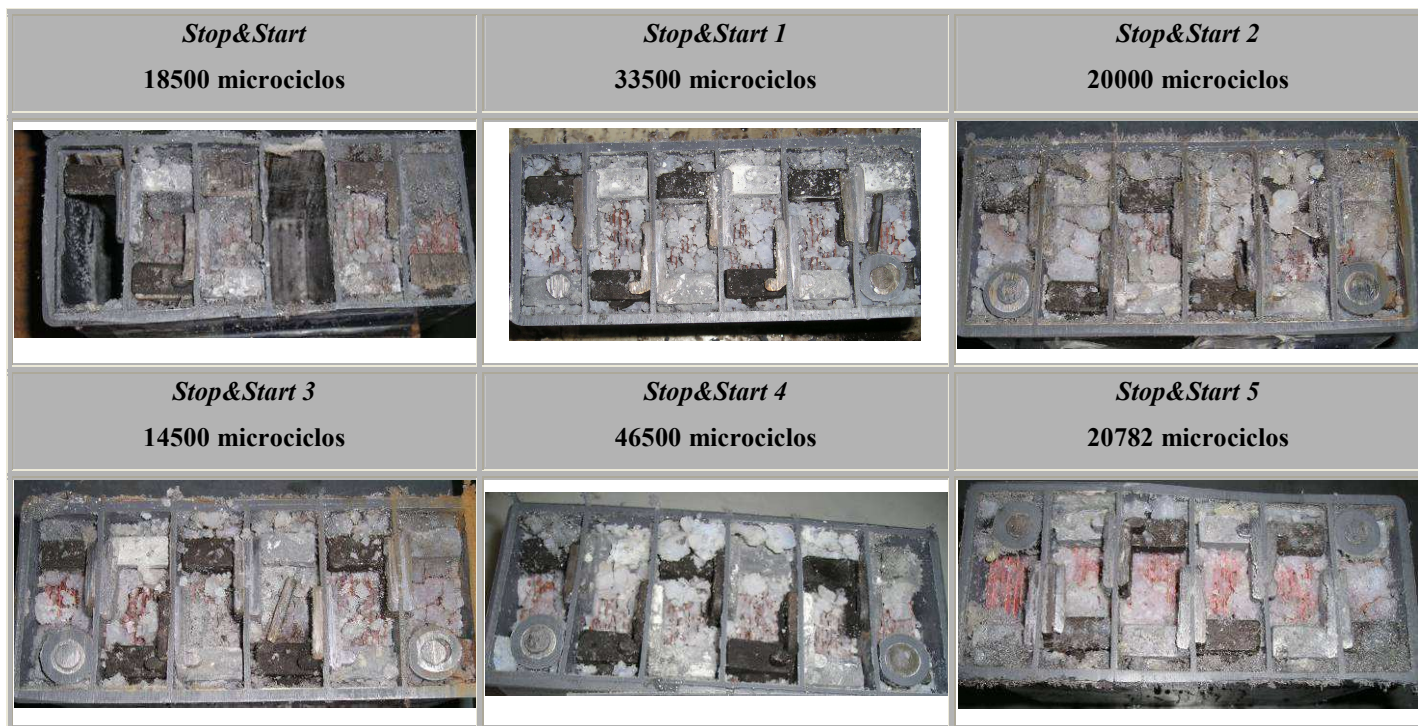 Stop&Start
18500 microciclos
Stop&Start 1
33500 microciclos
Stop&Start 2
20000 microciclos
Stop&Start 3
14500 microciclos
Stop&Start 4
46500 microciclos
Stop&Start 5
20782 microciclos